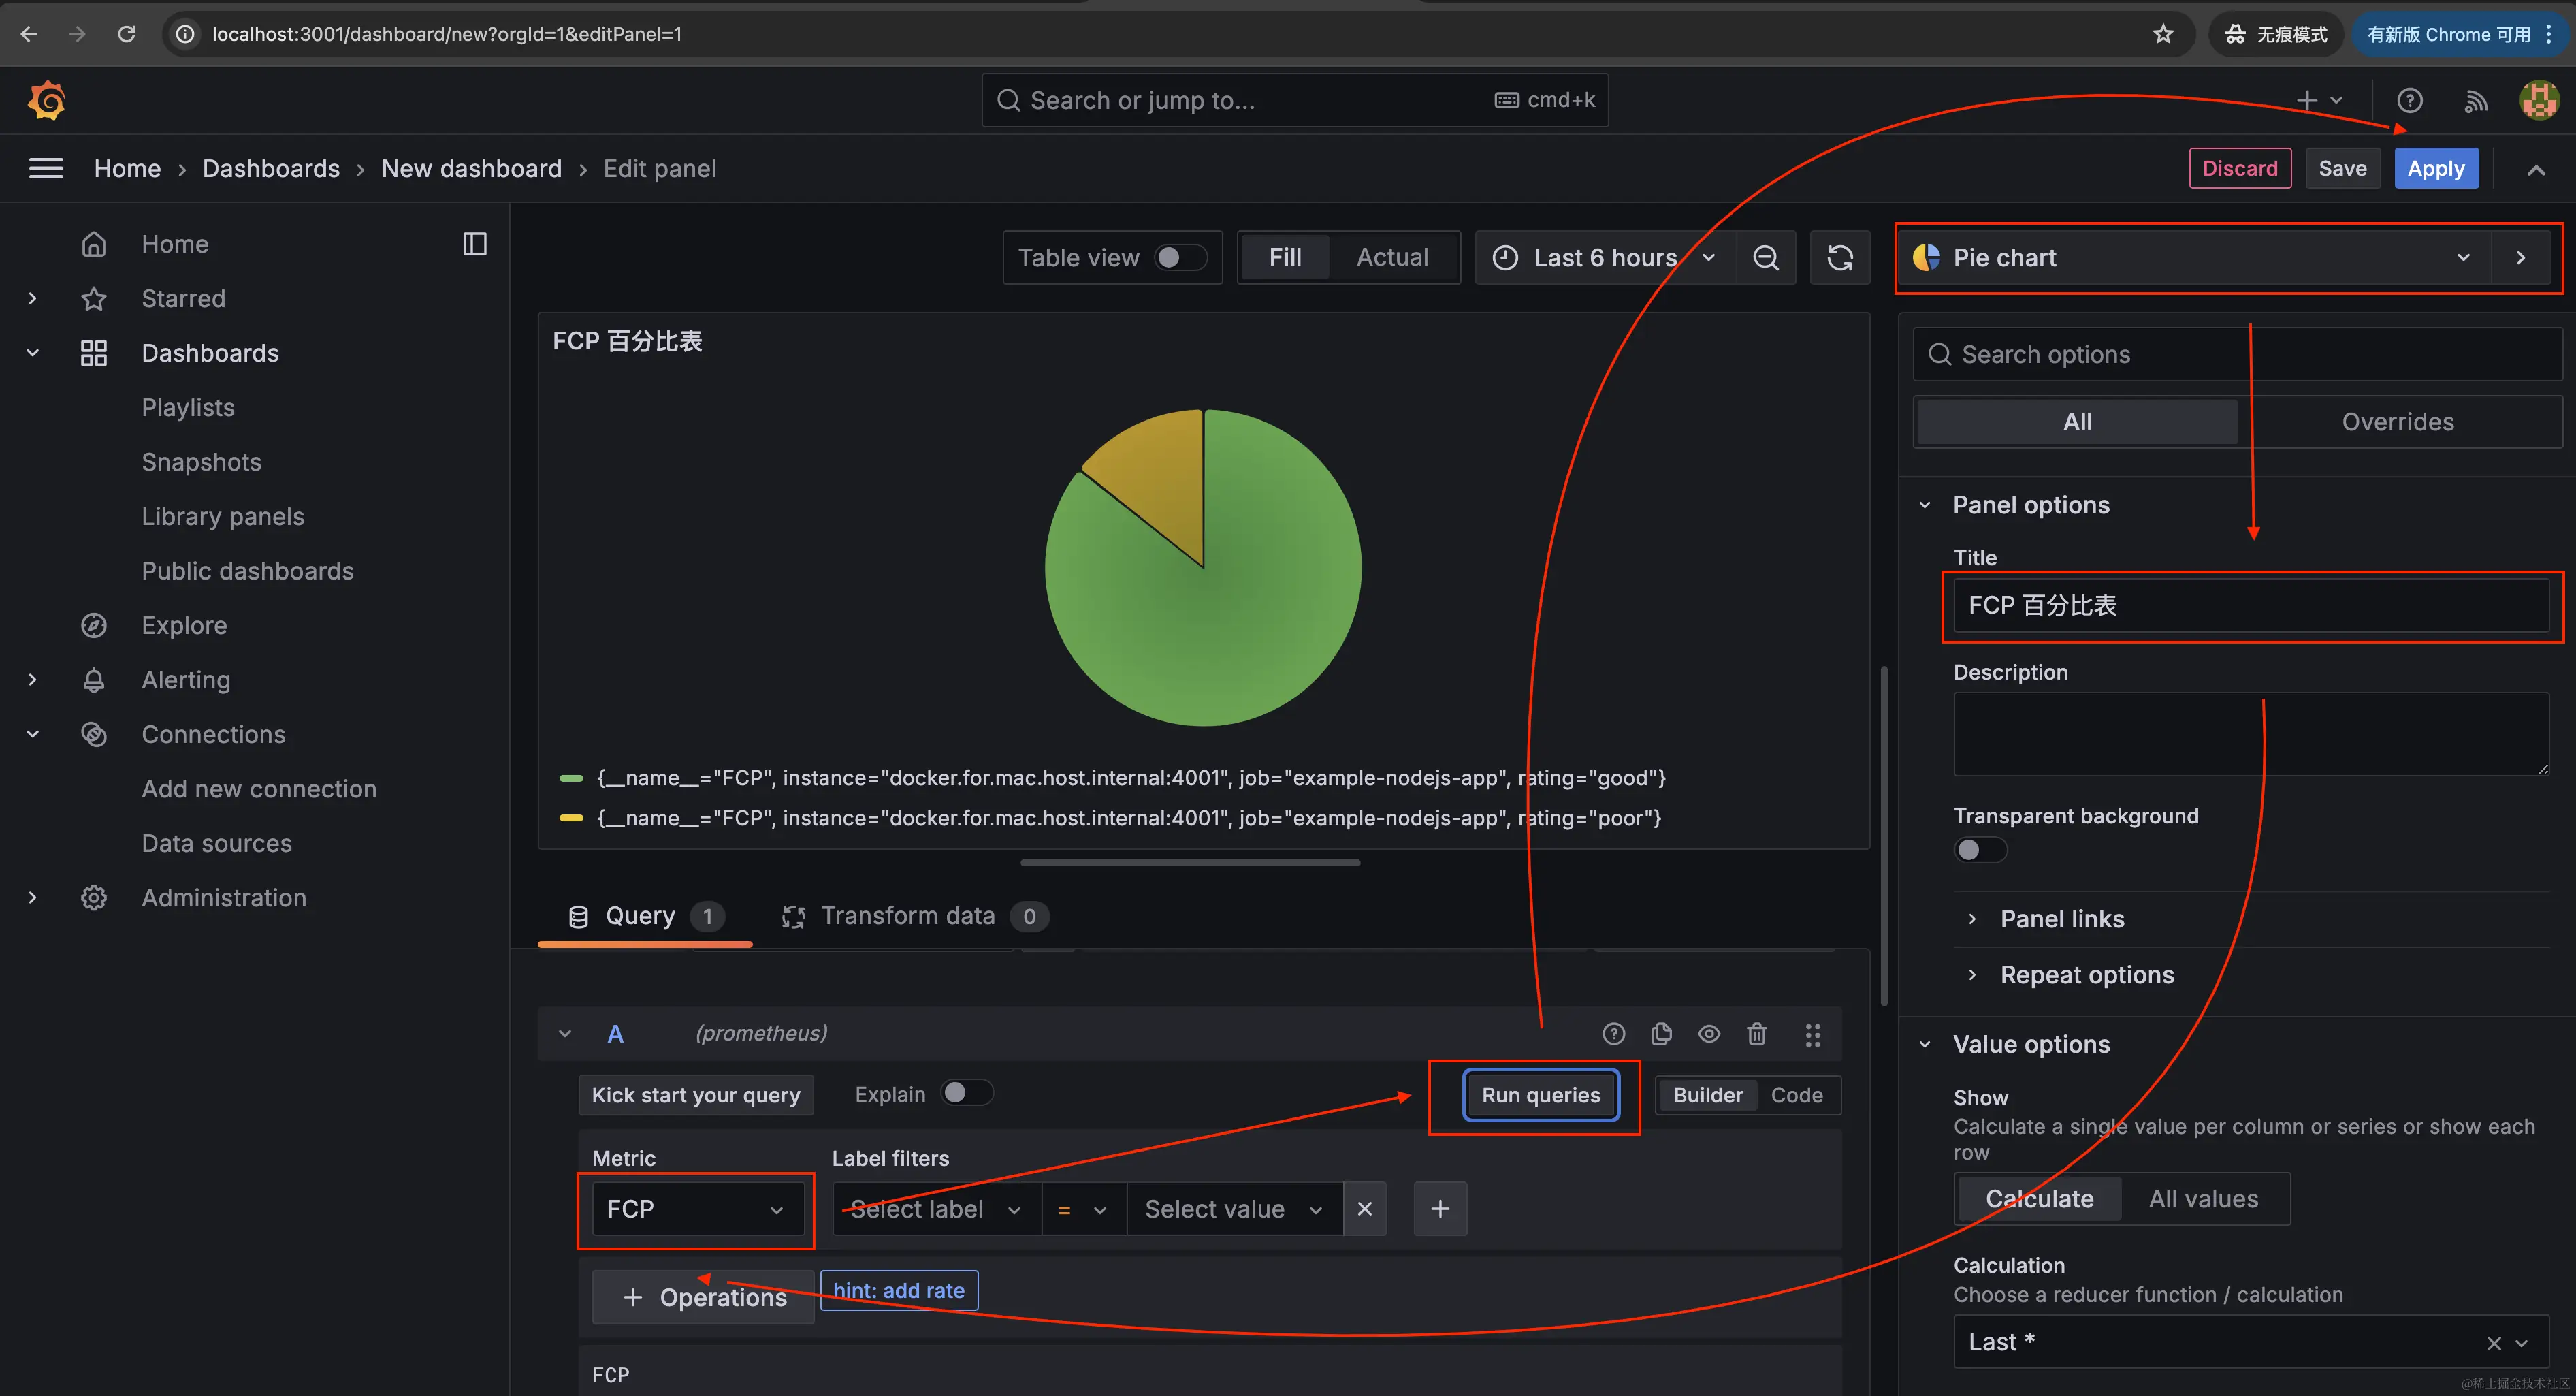 localhost:3001/dashboard/new?orgId=1&editPanel=1
无痕模式
有新版 Chrome 可用
Search or jump to...
cmd+k
Home › Dashboards › New dashboard › Edit panel
Discard
Save
Apply
Home
Starred
Dashboards
Playlists
Snapshots
Library panels
Public dashboards
Explore
Alerting
Connections
Add new connection
Data sources
Administration
Table view
Fill
Actual
Last 6 hours
FCP 百分比表
{__name__="FCP", instance="docker.for.mac.host.internal:4001", job="example-nodejs-app", rating="good"}
{__name__="FCP", instance="docker.for.mac.host.internal:4001", job="example-nodejs-app", rating="poor"}
Query 1
Transform data 0
A (prometheus)
Kick start your query
Explain
Run queries
Builder
Code
Metric
Label filters
FCP
Select label
=
Select value
+ Operations
hint: add rate
FCP
Pie chart
Search options
All
Overrides
Panel options
Title
FCP 百分比表
Description
Transparent background
Panel links
Repeat options
Value options
Show
Calculate a single value per column or series or show each
row
Calculate
All values
Calculation
Choose a reducer function / calculation
Last *
@稀土掘金技术社区